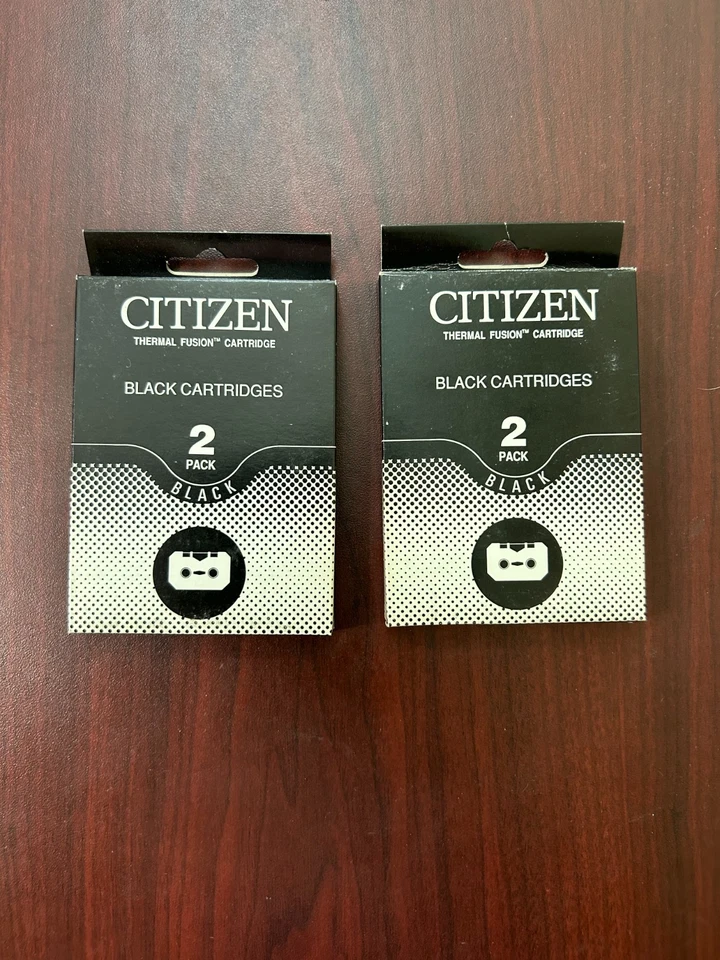 CITIZEN
THERMAL FUSION™ CARTRIDGE
BLACK CARTRIDGES
2
PACK
BLACK
CITIZEN
THERMAL FUSION™ CARTRIDGE
BLACK CARTRIDGES
2
PACK
BLACK